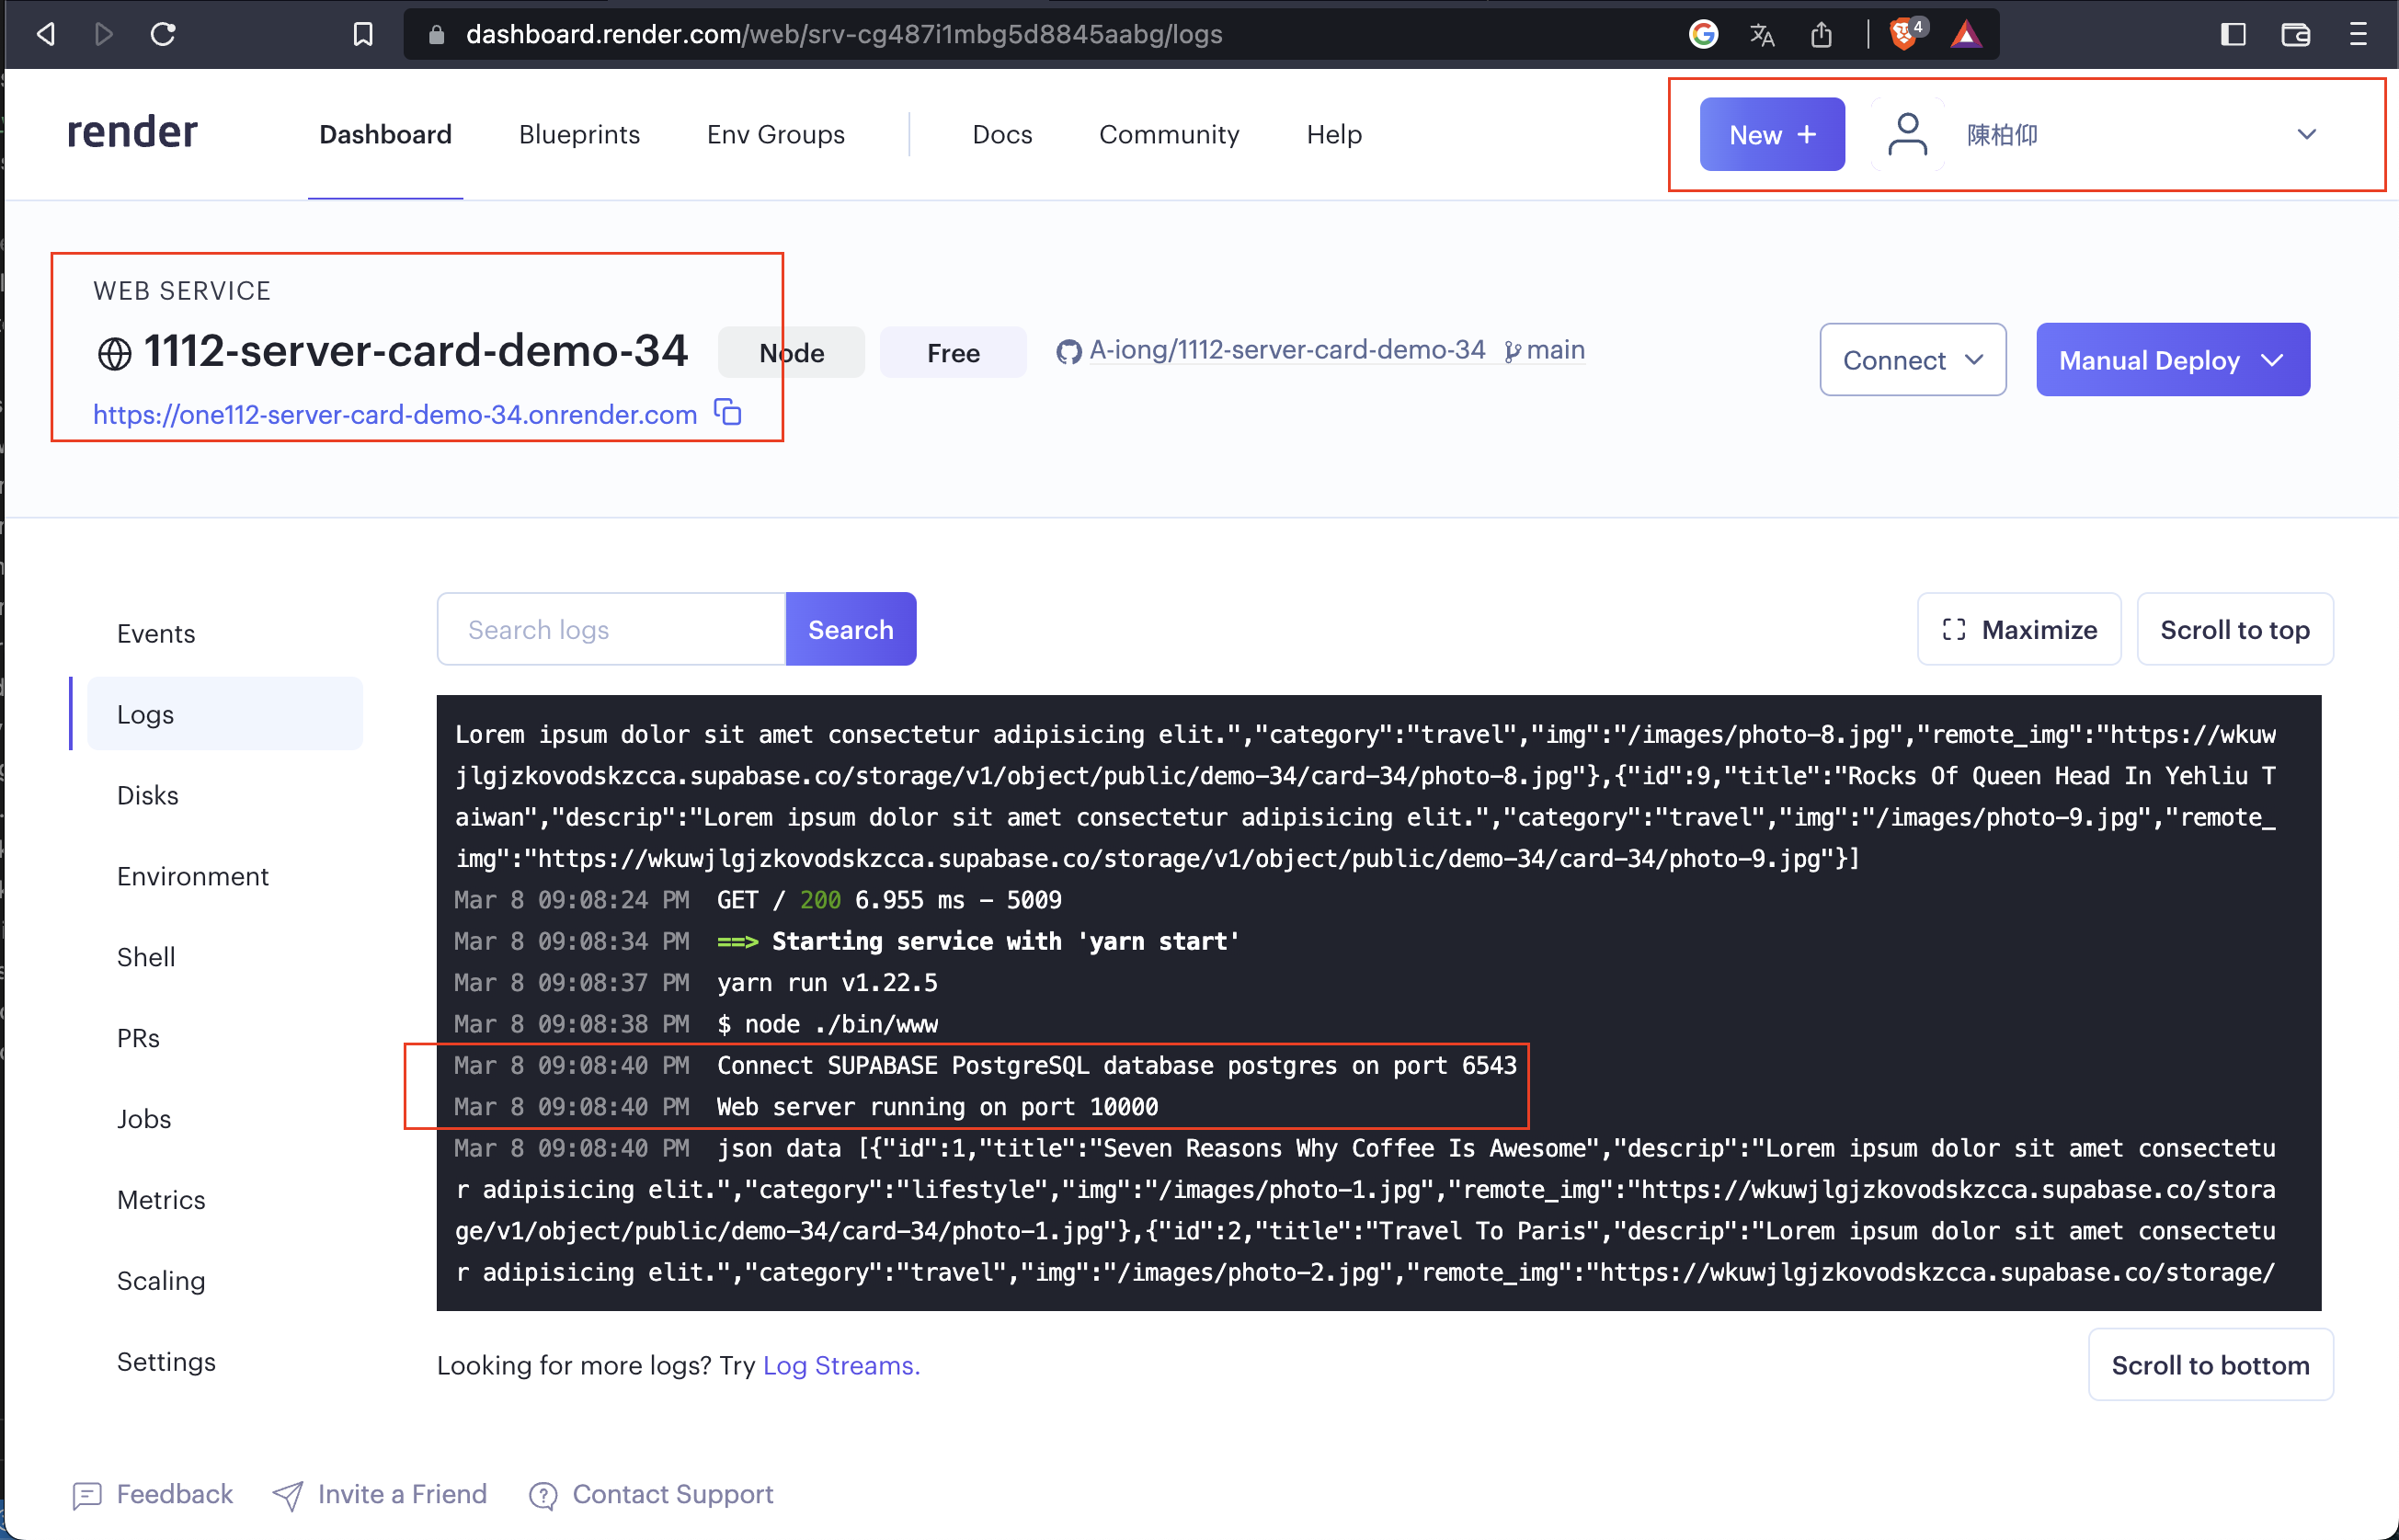 dashboard.render.com/web/srv-cg487i1mbg5d8845aabg/logs
4
render
Dashboard
Blueprints
Env Groups
Docs
Community
Help
New +
陳柏仰
WEB SERVICE
1112-server-card-demo-34
Node
Free
A-iong/1112-server-card-demo-34
main
Connect
Manual Deploy
https://one112-server-card-demo-34.onrender.com
Events
Logs
Disks
Environment
Shell
PRs
Jobs
Metrics
Scaling
Settings
Search logs
Search
Maximize
Scroll to top
Lorem ipsum dolor sit amet consectetur adipisicing elit.","category":"travel","img":"/images/photo-8.jpg","remote_img":"https://wkuw
jlgjzkovodskzcca.supabase.co/storage/v1/object/public/demo-34/card-34/photo-8.jpg"},{"id":9,"title":"Rocks Of Queen Head In Yehliu T
aiwan","descrip":"Lorem ipsum dolor sit amet consectetur adipisicing elit.","category":"travel","img":"/images/photo-9.jpg","remote_
img":"https://wkuwjlgjzkovodskzcca.supabase.co/storage/v1/object/public/demo-34/card-34/photo-9.jpg"}]
Mar 8 09:08:24 PM GET / 200 6.955 ms - 5009
Mar 8 09:08:34 PM ==> Starting service with 'yarn start'
Mar 8 09:08:37 PM yarn run v1.22.5
Mar 8 09:08:38 PM $ node ./bin/www
Mar 8 09:08:40 PM Connect SUPABASE PostgreSQL database postgres on port 6543
Mar 8 09:08:40 PM Web server running on port 10000
Mar 8 09:08:40 PM json data [{"id":1,"title":"Seven Reasons Why Coffee Is Awesome","descrip":"Lorem ipsum dolor sit amet consectetu
r adipisicing elit.","category":"lifestyle","img":"/images/photo-1.jpg","remote_img":"https://wkuwjlgjzkovodskzcca.supabase.co/stora
ge/v1/object/public/demo-34/card-34/photo-1.jpg"},{"id":2,"title":"Travel To Paris","descrip":"Lorem ipsum dolor sit amet consectetu
r adipisicing elit.","category":"travel","img":"/images/photo-2.jpg","remote_img":"https://wkuwjlgjzkovodskzcca.supabase.co/storage/
Looking for more logs? Try Log Streams.
Scroll to bottom
Feedback
Invite a Friend
Contact Support